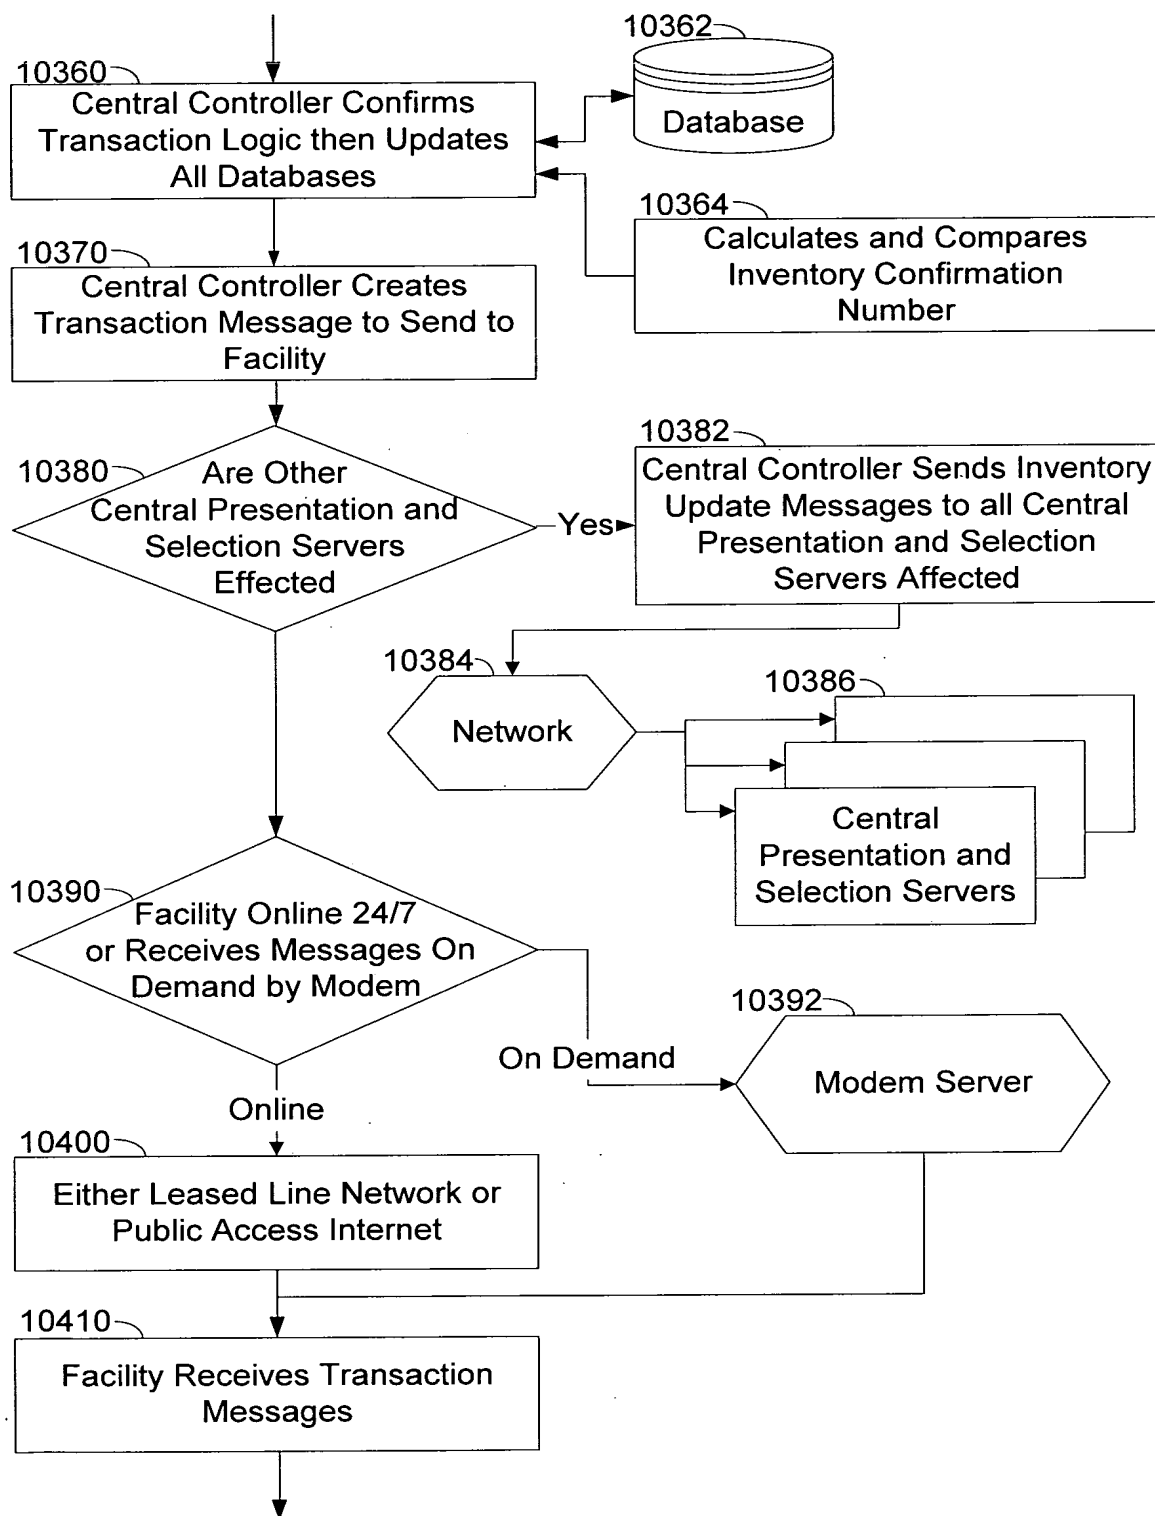 10362
10360
Central Controller Confirms
Transaction Logic then Updates
All Databases
Database
10364
Calculates and Compares
Inventory Confirmation
Number
10370
Central Controller Creates
Transaction Message to Send to
Facility
10380
Are Other
Central Presentation and
Selection Servers
Effected
Yes
10382
Central Controller Sends Inventory
Update Messages to all Central
Presentation and Selection
Servers Affected
10384
Network
10386
Central
Presentation and
Selection Servers
10390
Facility Online 24/7
or Receives Messages On
Demand by Modem
On Demand
10392
Modem Server
Online
10400
Either Leased Line Network or
Public Access Internet
10410
Facility Receives Transaction
Messages